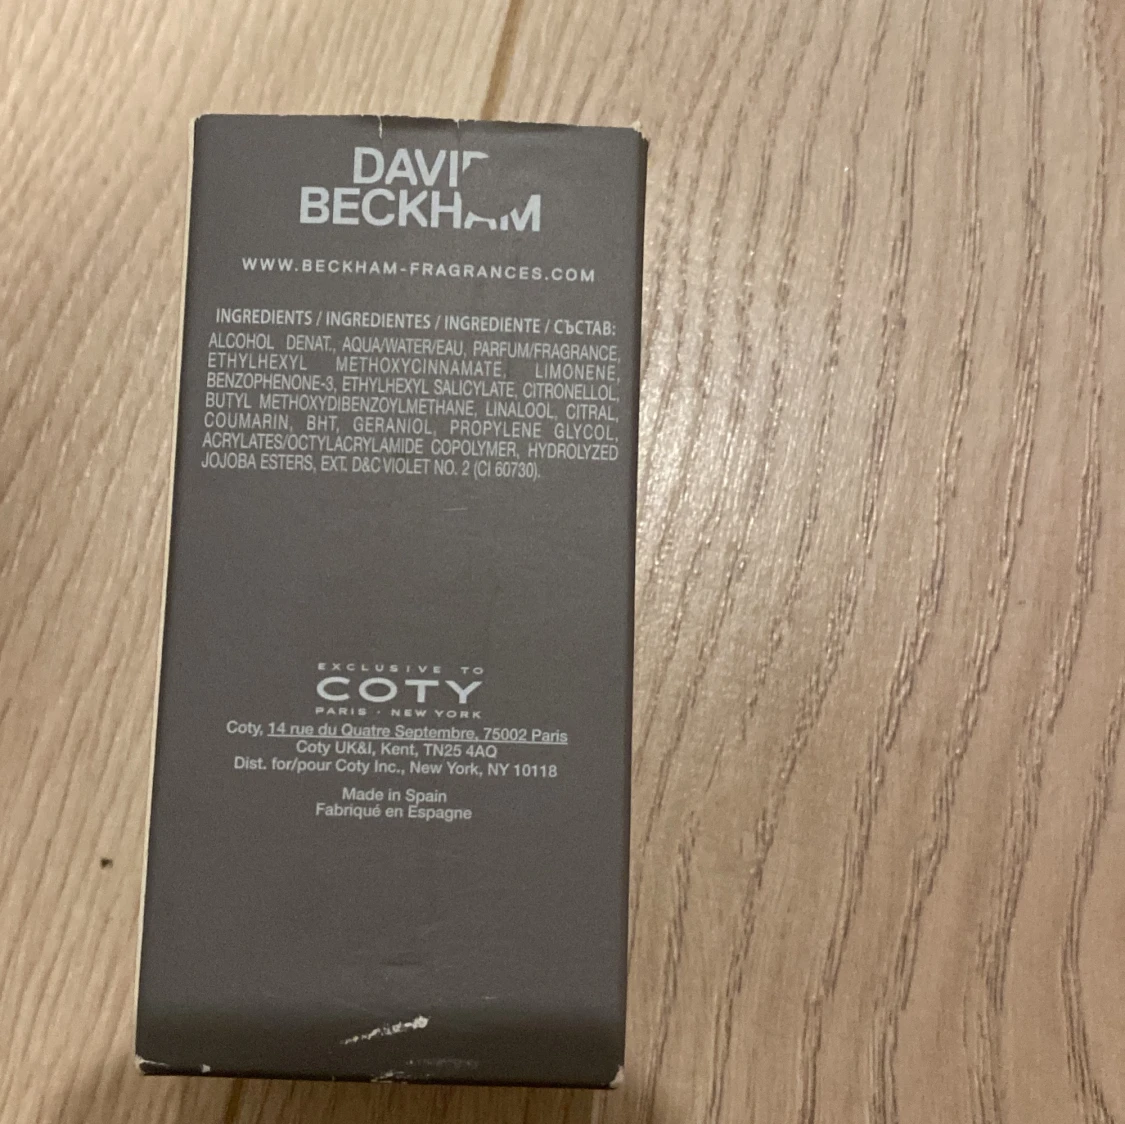 DAVID
BECKHAM
WWW.BECKHAM-FRAGRANCES.COM
INGREDIENTS / INGREDIENTES / INGREDIENTE / СЪСТАВ:
ALCOHOL DENAT., AQUA/WATER/EAU, PARFUM/FRAGRANCE,
ETHYLHEXYL METHOXYCINNAMATE, LIMONENE,
BENZOPHENONE-3, ETHYLHEXYL SALICYLATE, CITRONELLOL,
BUTYL METHOXYDIBENZOYLMETHANE, LINALOOL, CITRAL,
COUMARIN, BHT, GERANIOL, PROPYLENE GLYCOL,
ACRYLATES/OCTYLACRYLAMIDE COPOLYMER, HYDROLYZED
JOJOBA ESTERS, EXT. D&C VIOLET NO. 2 (CI 60730).
EXCLUSIVE TO
COTY
PARIS · NEW YORK
Coty, 14 rue du Quatre Septembre, 75002 Paris
Coty UK&I, Kent, TN25 4AQ
Dist. for/pour Coty Inc., New York, NY 10118
Made in Spain
Fabriqué en Espagne